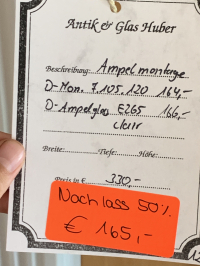 Antik & Glas Huber
Beschreibung: Ampelmontage
D-Mon. 7.105.120 164,-
D-Ampelglas E265 166,-
clair
Breite: Tiefe: Höhe:
Preis in € 330,-
Nachlass 50%
€ 165,-